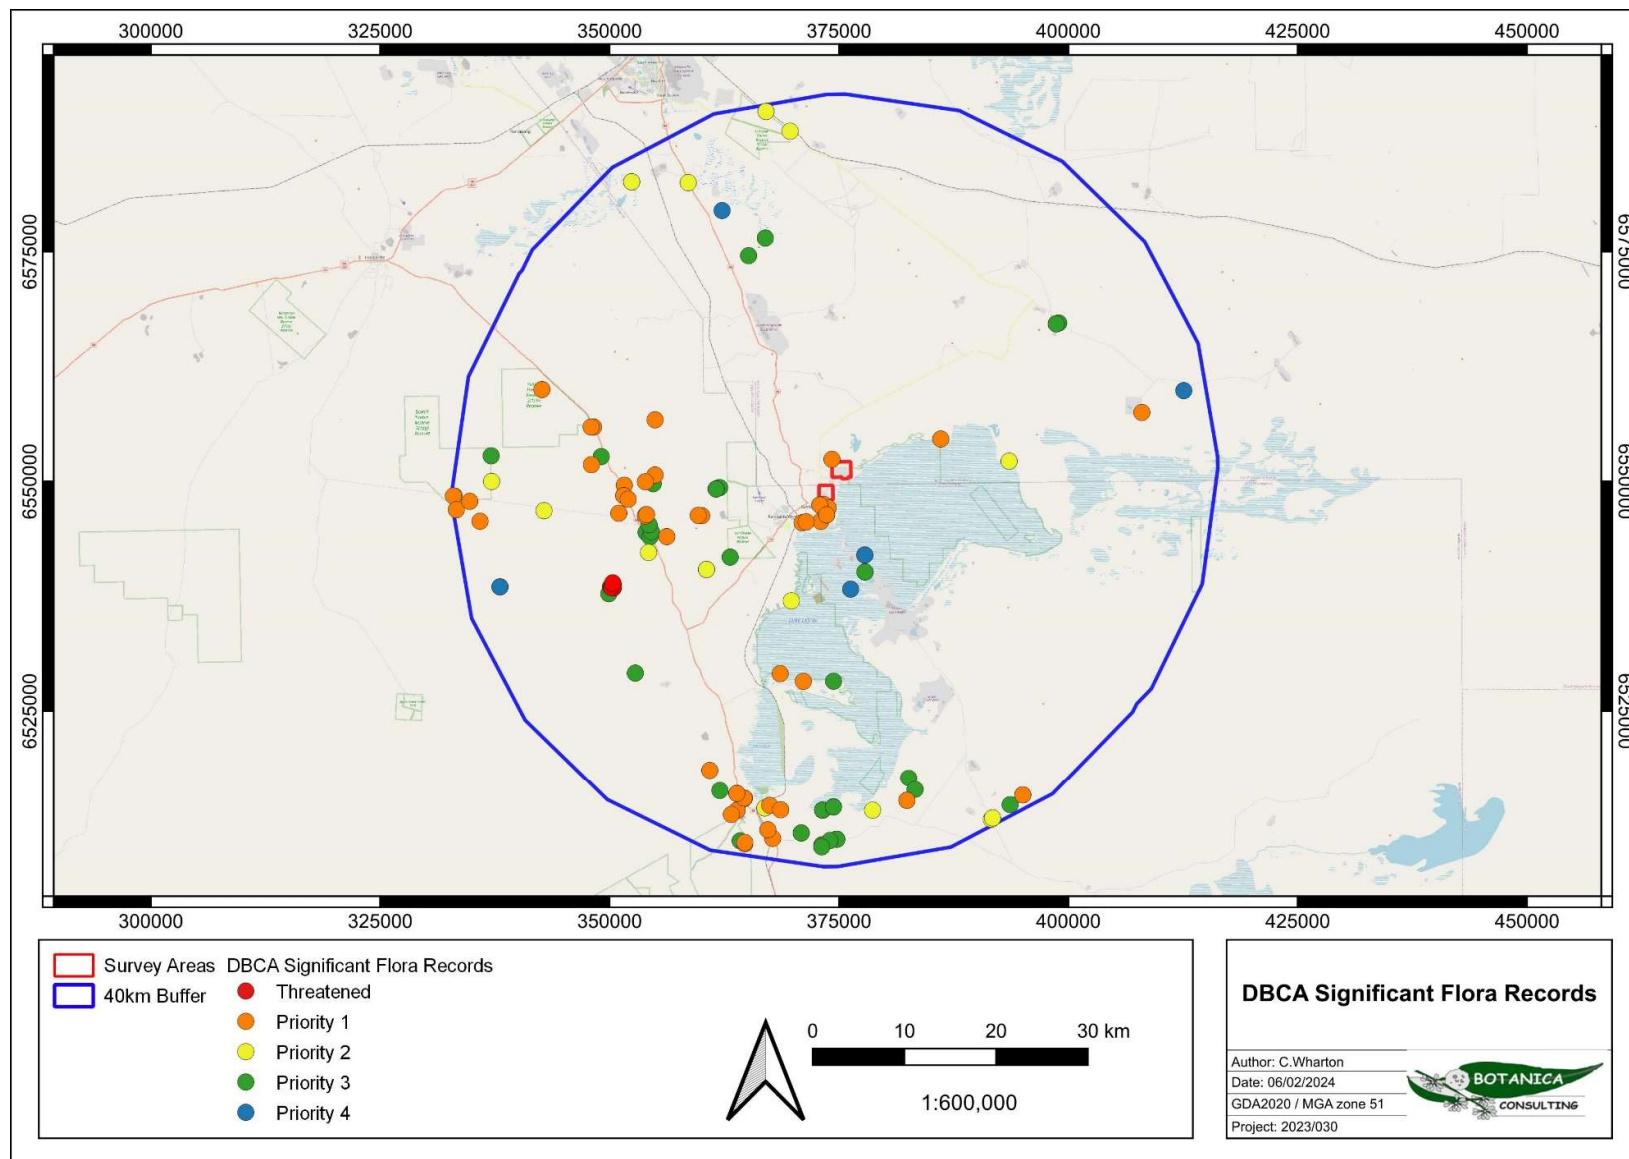 300000 325000 350000 375000 400000 425000 450000
6575000 6575000
6550000 6550000
6525000 6525000
300000 325000 350000 375000 400000 425000 450000
Survey Areas
40km Buffer
DBCA Significant Flora Records
Threatened
Priority 1
Priority 2
Priority 3
Priority 4
0 10 20 30 km
1:600,000
DBCA Significant Flora Records
Author: C.Wharton
Date: 06/02/2024
GDA2020 / MGA zone 51
Project: 2023/030
BOTANICA
CONSULTING